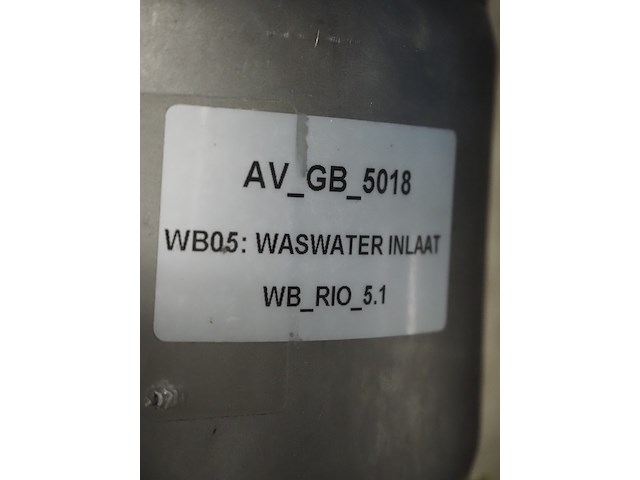 AV_GB_5018
WB05: WASWATER INLAAT
WB_RIO_5.1